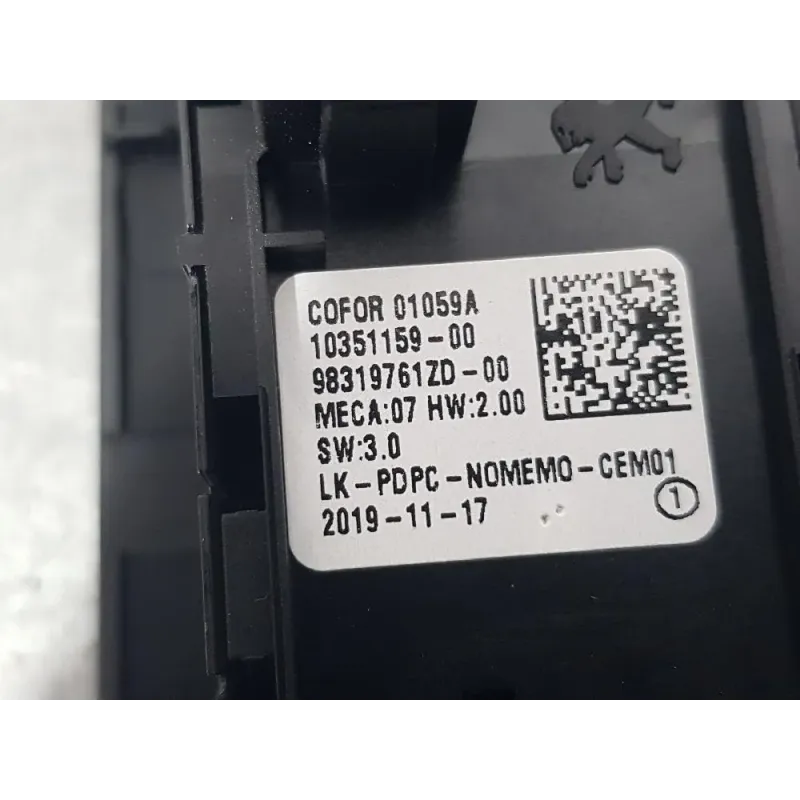 COFOR 01059A
10351159-00
98319761ZD-00
MECA:07 HW:2.00
SW:3.0
LK-PDPC-NOMEMO-CEM01
2019-11-17 1